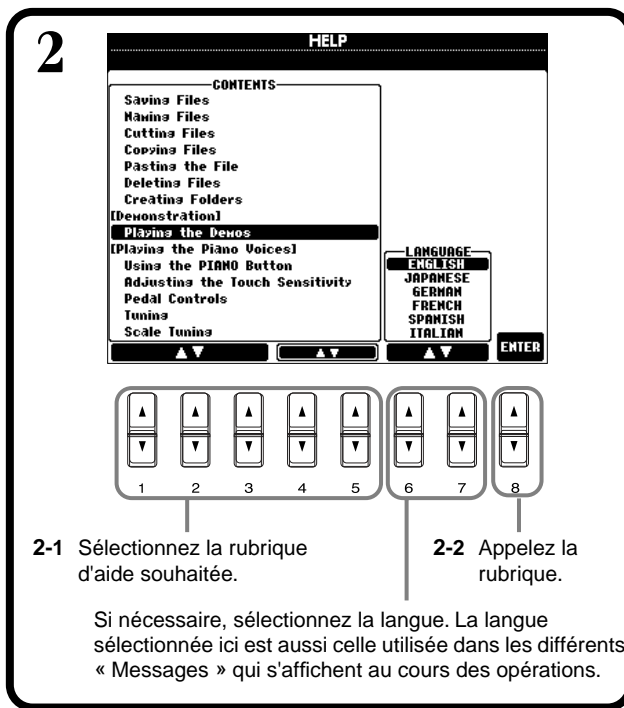 2
HELP
CONTENTS
Saving Files
Naming Files
Cutting Files
Copying Files
Pasting the File
Deleting Files
Creating Folders
[Demonstration]
Playing the Demos
[Playing the Piano Voices]
Using the PIANO Button
Adjusting the Touch Sensitivity
Pedal Controls
Tuning
Scale Tuning
LANGUAGE
ENGLISH
JAPANESE
GERMAN
FRENCH
SPANISH
ITALIAN
ENTER
1 2 3 4 5 6 7 8
2-1 Sélectionnez la rubrique
d'aide souhaitée.
2-2 Appelez la
rubrique.
Si nécessaire, sélectionnez la langue. La langue
sélectionnée ici est aussi celle utilisée dans les différents
« Messages » qui s'affichent au cours des opérations.